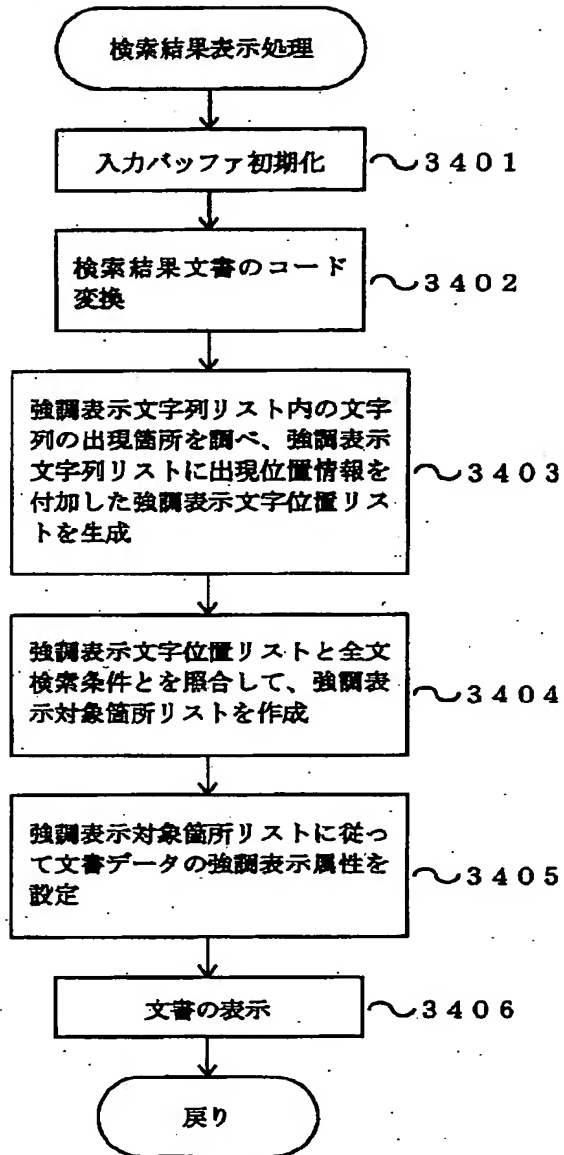 検索結果表示処理
入力バッファ初期化
3401
検索結果文書のコード
変換
3402
強調表示文字列リスト内の文字
列の出現箇所を調べ、強調表示
文字列リストに出現位置情報を
付加した強調表示文字位置リス
トを生成
3403
強調表示文字位置リストと全文
検索条件とを照合して、強調表
示対象箇所リストを作成
3404
強調表示対象箇所リストに従っ
て文書データの強調表示属性を
設定
3405
文書の表示
3406
戻り